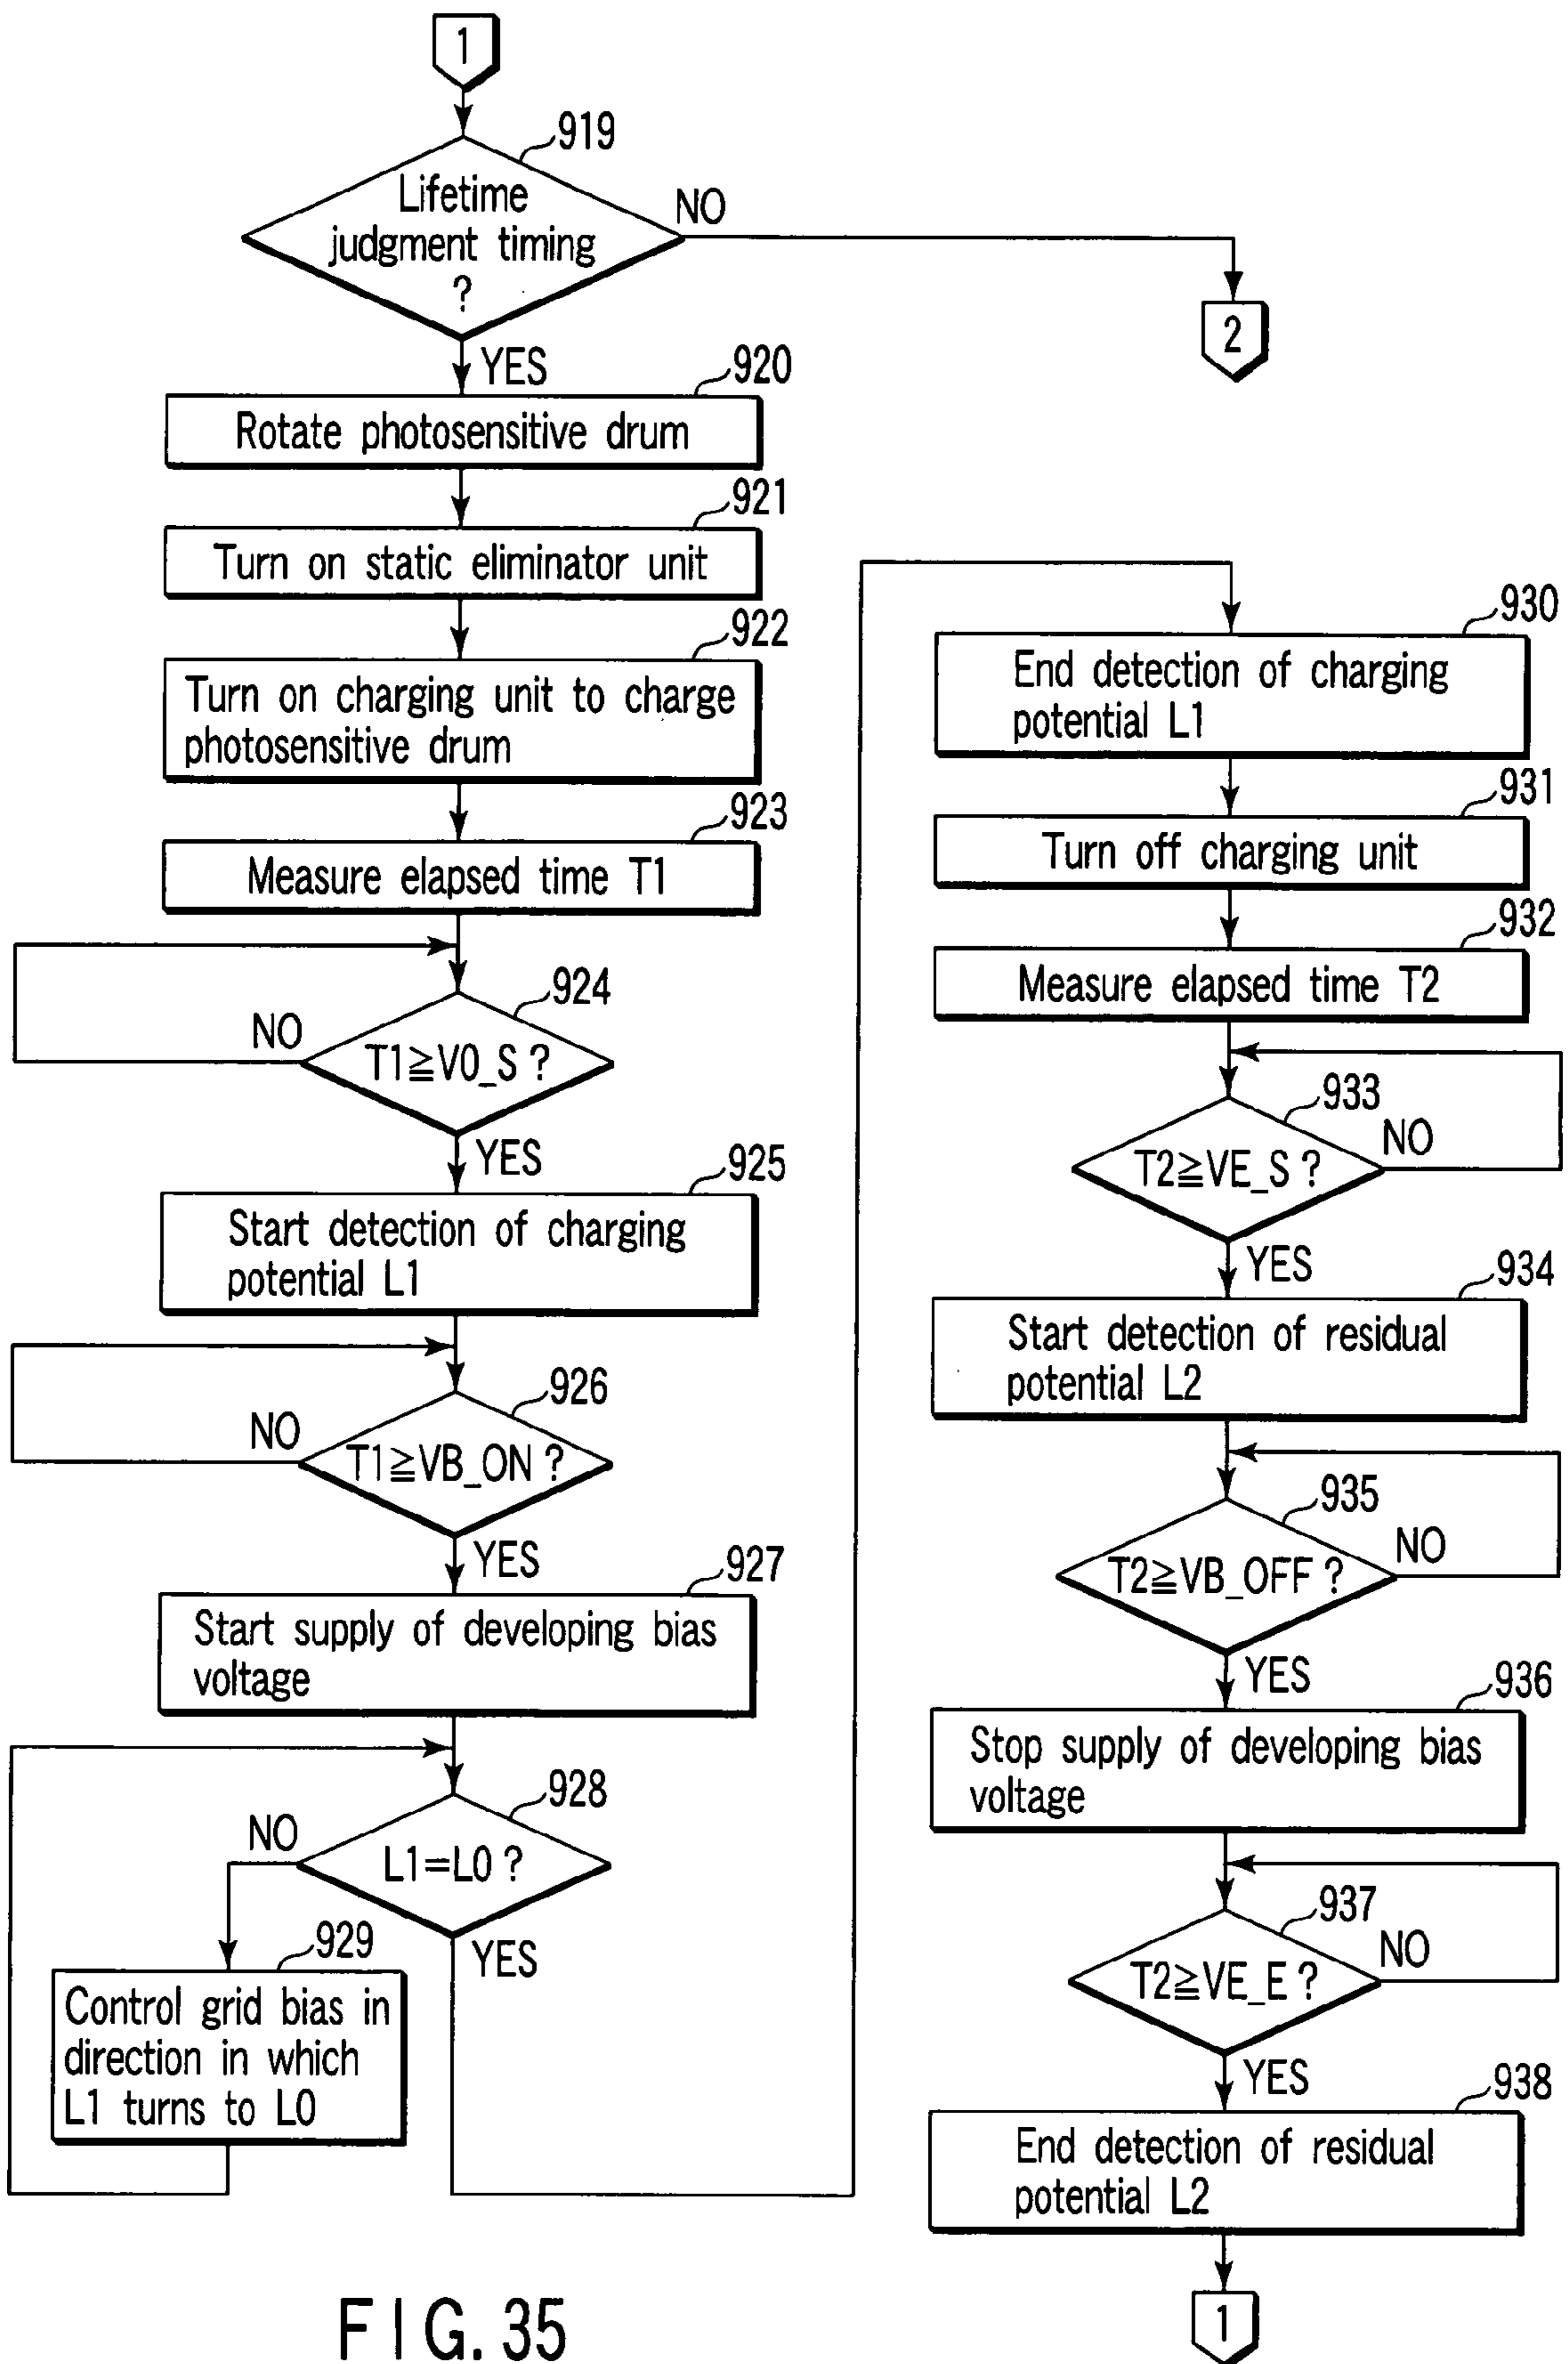 1
919
Lifetime
judgment timing
?
NO
2
YES
920
Rotate photosensitive drum
921
Turn on static eliminator unit
922
Turn on charging unit to charge
photosensitive drum
923
Measure elapsed time T1
924
NO
T1≧V0_S ?
YES
925
Start detection of charging
potential L1
926
NO
T1≧VB_ON ?
YES
927
Start supply of developing bias
voltage
928
NO
L1=L0 ?
YES
929
Control grid bias in
direction in which
L1 turns to L0
930
End detection of charging
potential L1
931
Turn off charging unit
932
Measure elapsed time T2
933
NO
T2≧VE_S ?
YES
934
Start detection of residual
potential L2
935
NO
T2≧VB_OFF ?
YES
936
Stop supply of developing bias
voltage
937
NO
T2≧VE_E ?
YES
938
End detection of residual
potential L2
1
FIG. 35